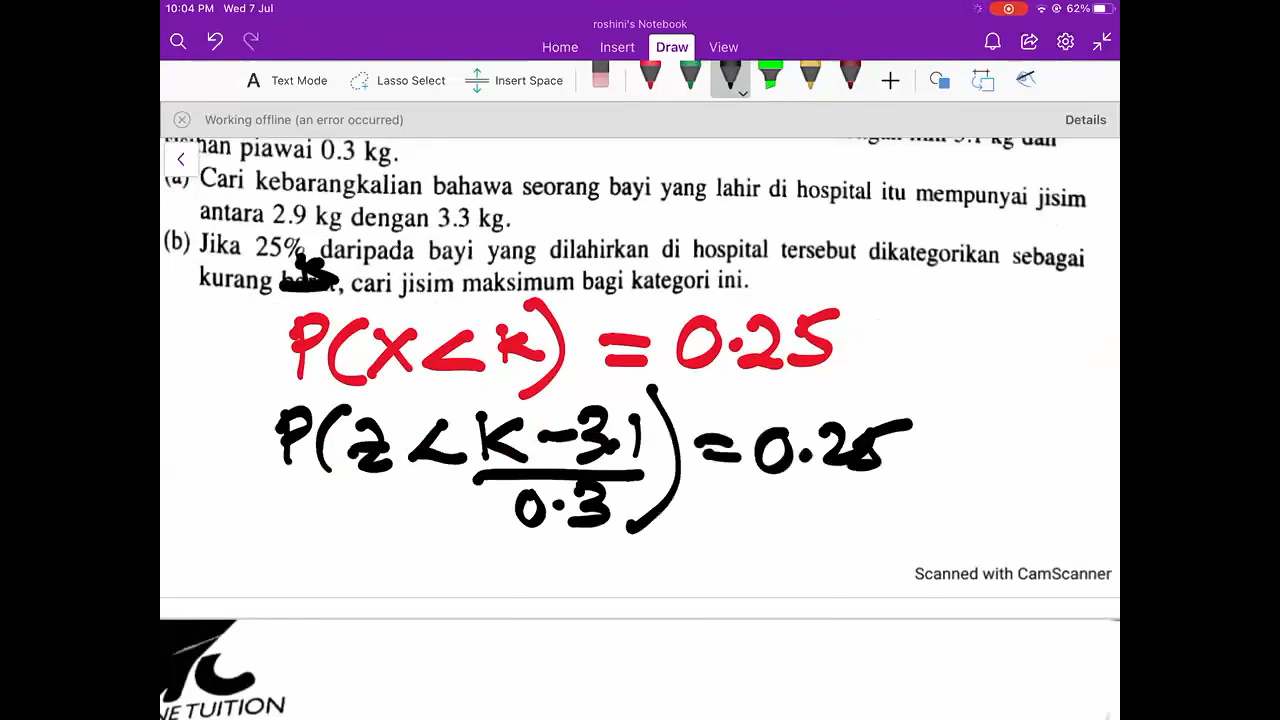 10:04 PM Wed 7 Jul
62%
roshini's Notebook
Home Insert Draw View
Text Mode Lasso Select Insert Space
Working offline (an error occurred) Details
piawai 0.3 kg.
(a) Cari kebarangkalian bahawa seorang bayi yang lahir di hospital itu mempunyai jisim
antara 2.9 kg dengan 3.3 kg.
(b) Jika 25% daripada bayi yang dilahirkan di hospital tersebut dikategorikan sebagai
kurang , cari jisim maksimum bagi kategori ini.
P(X < k) = 0.25
P(Z < K - 3.1 / 0.3) = 0.25
Scanned with CamScanner
TUITION